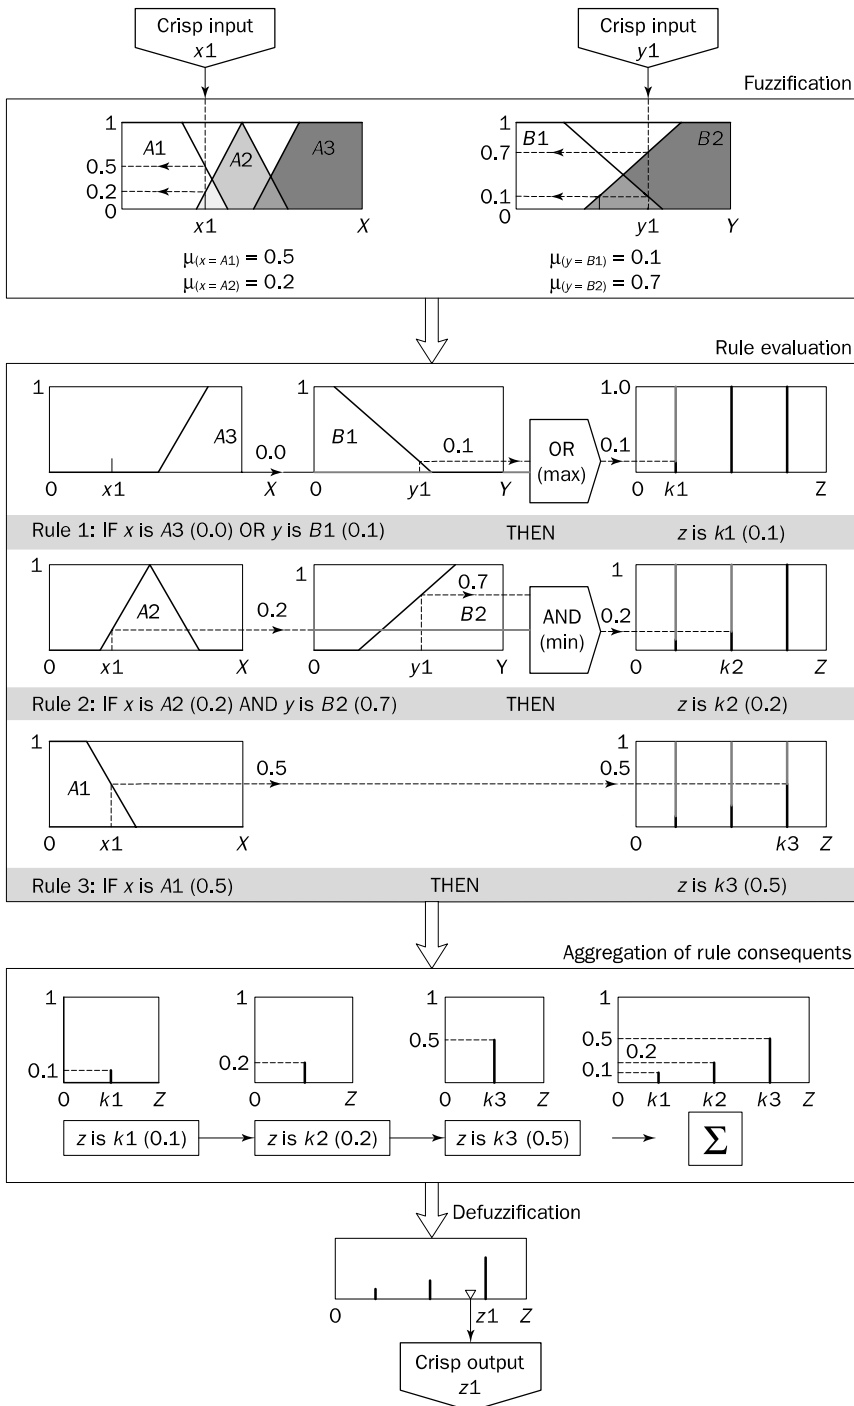 Crisp input Crisp input
x1 y1
Fuzzification
1 1
A1 A2 A3 B1 B2
0.5 0.7
0.2 0.1
0 x1 X 0 y1 Y
μ(x = A1) = 0.5 μ(y = B1) = 0.1
μ(x = A2) = 0.2 μ(y = B2) = 0.7
Rule evaluation
1 1 1.0
A3 0.0 B1 0.1 OR 0.1
(max)
0 x1 X 0 y1 Y 0 k1 Z
Rule 1: IF x is A3 (0.0) OR y is B1 (0.1) THEN z is k1 (0.1)
1 1 1
A2 0.2 0.7 B2 AND 0.2
(min)
0 x1 X 0 y1 Y 0 k2 Z
Rule 2: IF x is A2 (0.2) AND y is B2 (0.7) THEN z is k2 (0.2)
1 1
A1 0.5 0.5
0 x1 X 0 k3 Z
Rule 3: IF x is A1 (0.5) THEN z is k3 (0.5)
Aggregation of rule consequents
1 1 1 1
0.5 0.5
0.2 0.2
0.1 0.1
0 k1 Z 0 Z 0 k3 Z 0 k1 k2 k3 Z
z is k1 (0.1) z is k2 (0.2) z is k3 (0.5) Σ
Defuzzification
0 z1 Z
Crisp output
z1